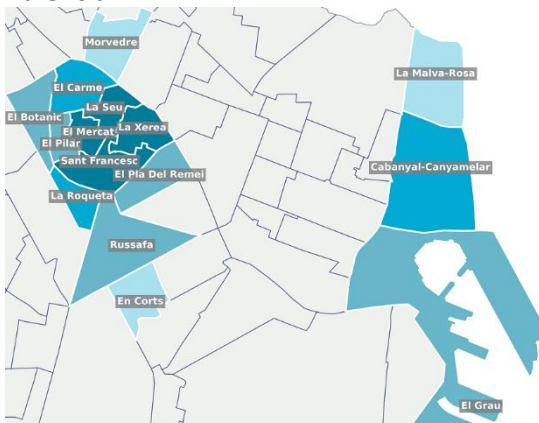 Morvedre
La Malva-Rosa
El Carme
La Seu
El Botanic
La Xerea
El Mercat
El Pilar
Sant Francesc
Cabanyal-Canyamelar
El Pla Del Remei
La Roqueta
Russafa
En Corts
El Grau